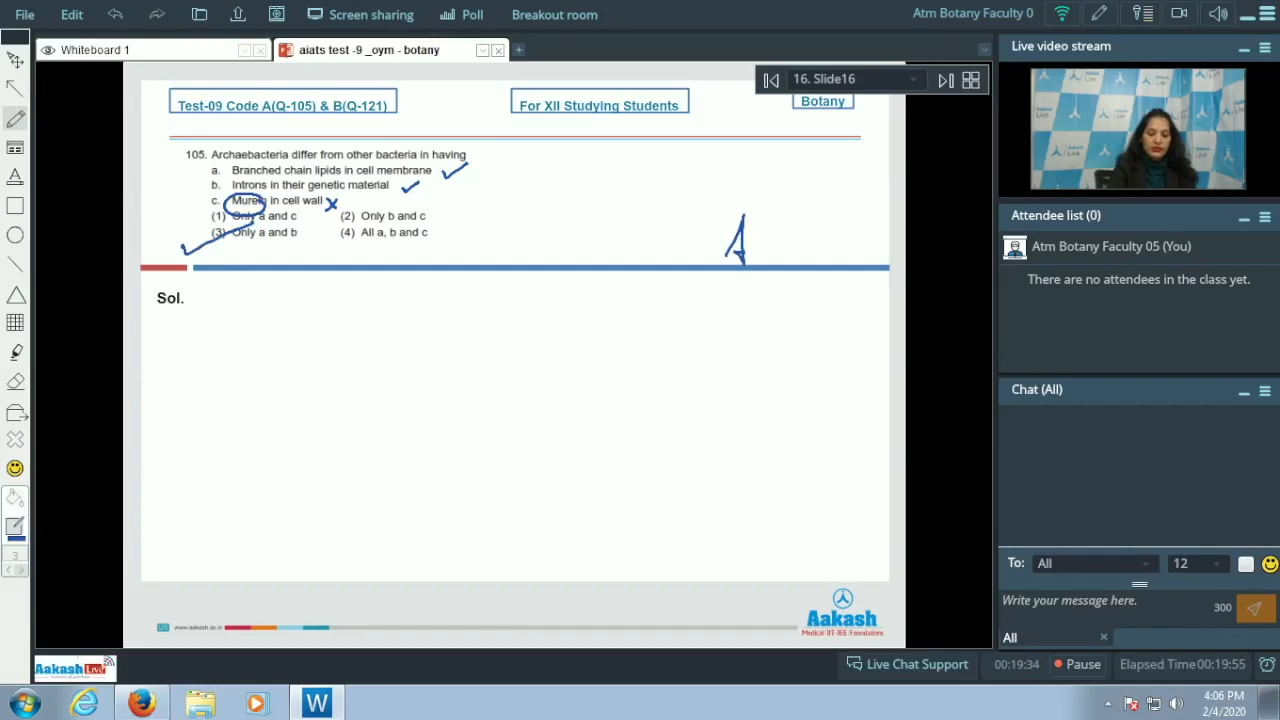 File Edit Screen sharing Poll Breakout room Atm Botany Faculty 0
Whiteboard 1 aiats test -9 _oym - botany
Live video stream
16. Slide16
Test-09 Code A(Q-105) & B(Q-121) For XII Studying Students Botany
105. Archaebacteria differ from other bacteria in having
a. Branched chain lipids in cell membrane
b. Introns in their genetic material
c. Murein in cell wall
(1) Only a and c (2) Only b and c
(3) Only a and b (4) All a, b and c
Sol.
Attendee list (0)
Atm Botany Faculty 05 (You)
There are no attendees in the class yet.
Chat (All)
3
To: All 12
Write your message here. 300
All
www.aakash.ac.in
Aakash
Medical | IIT-JEE | Foundations
Aakash Live
Live Chat Support 00:19:34 Pause Elapsed Time 00:19:55
4:06 PM
2/4/2020